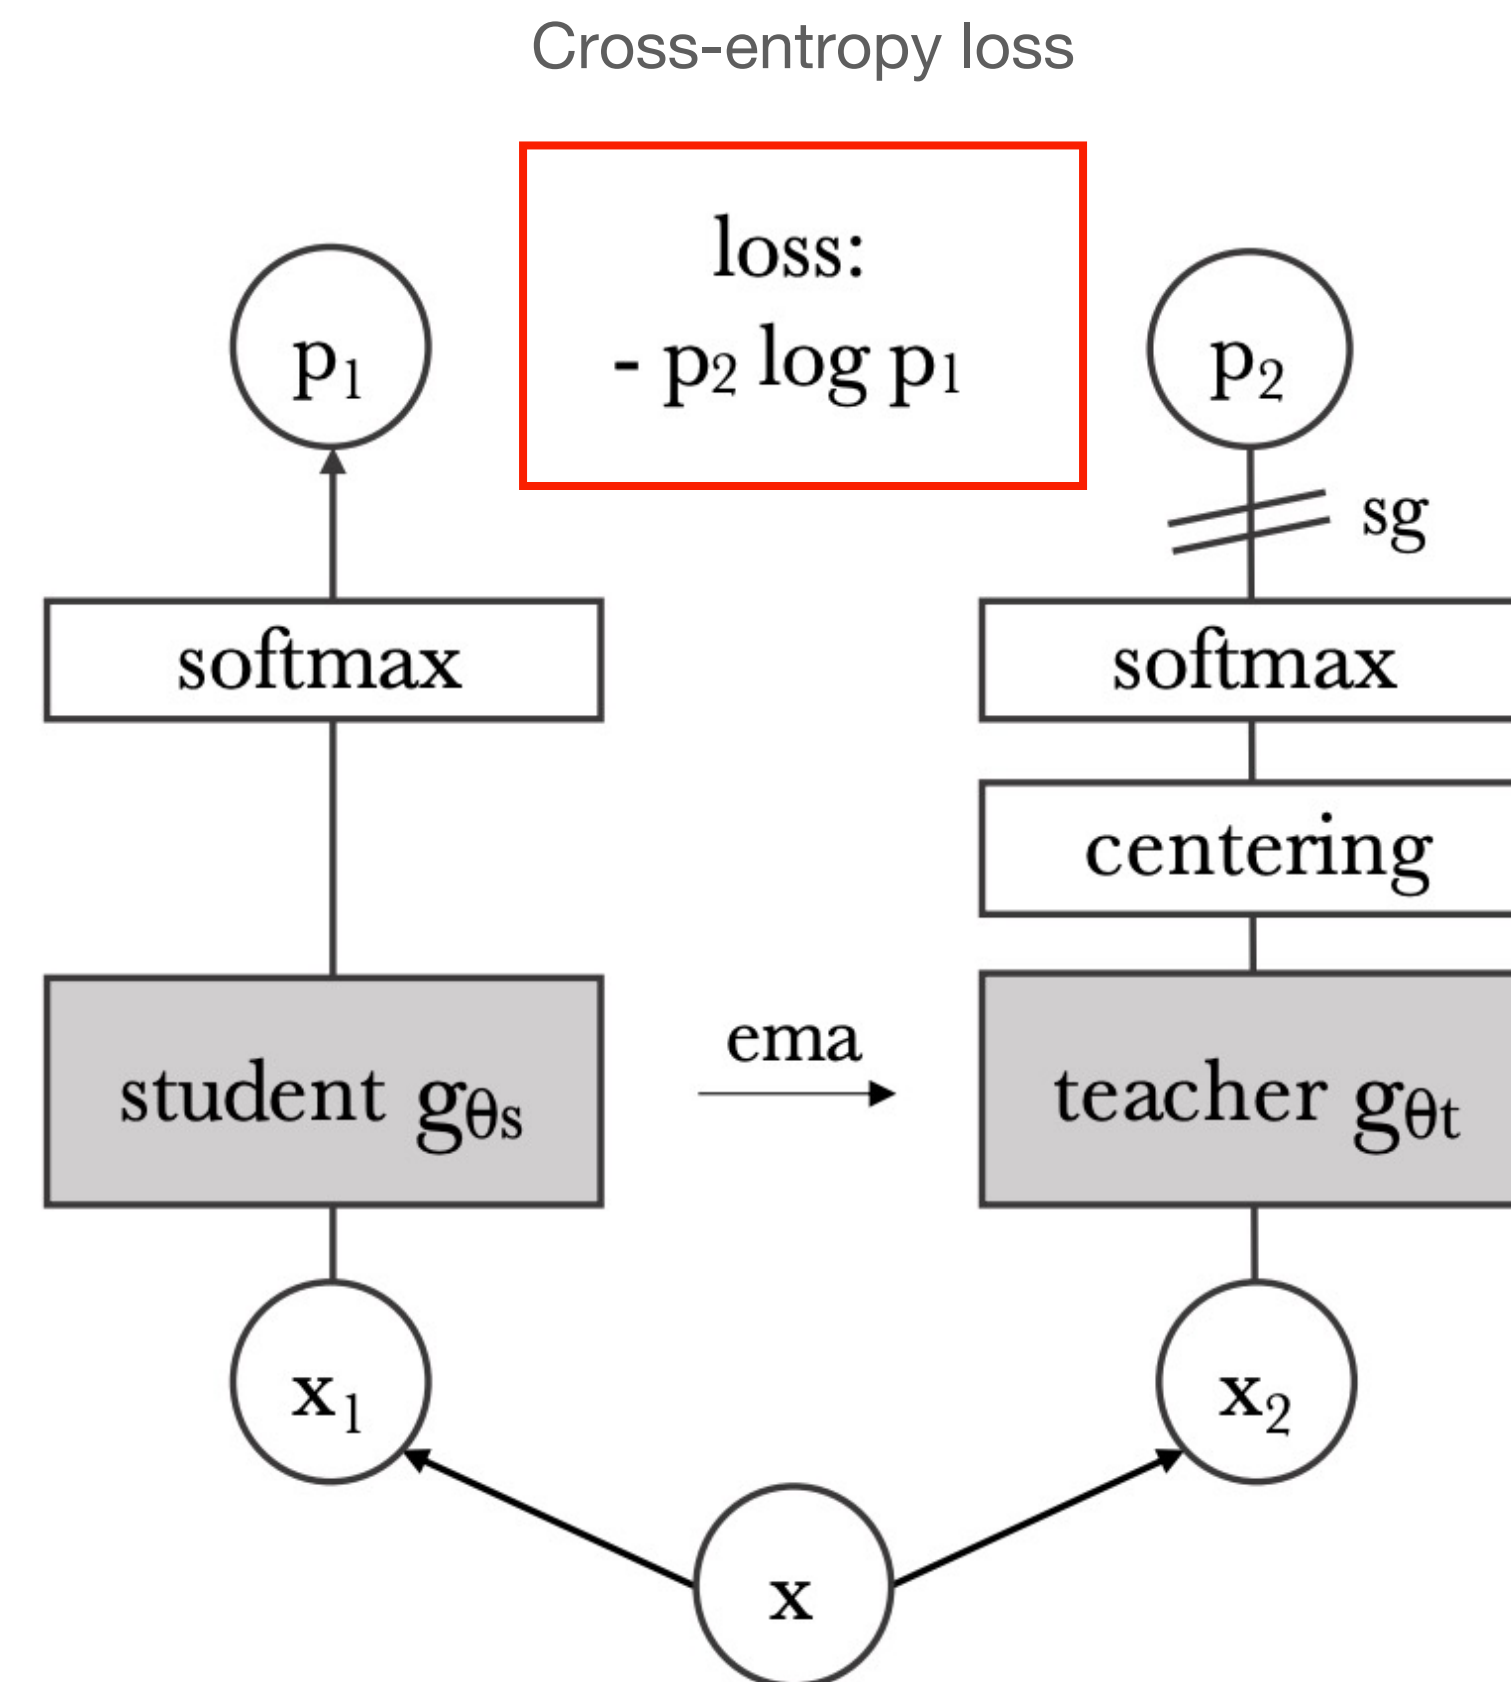 Cross-entropy loss
loss:
- p₂ log p₁
p₁
p₂
sg
softmax
softmax
centering
student gθs
ema
teacher gθt
x₁
x₂
x